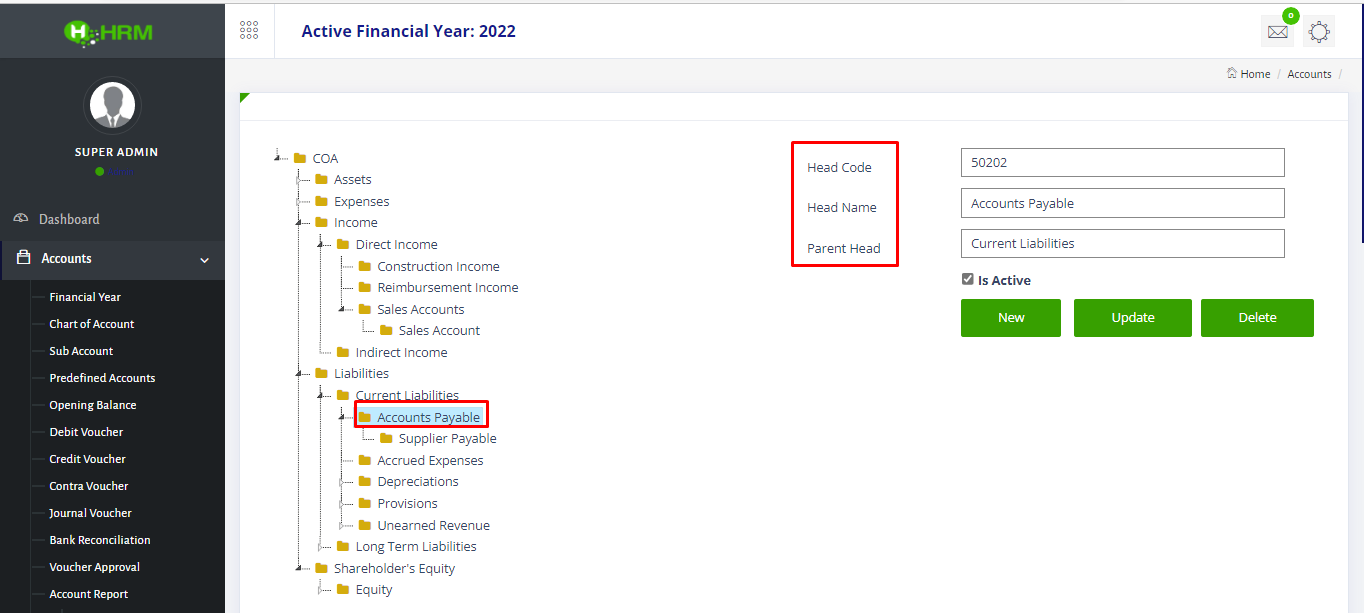 HRM
Active Financial Year: 2022
0
Home / Accounts /
SUPER ADMIN
Dashboard
Accounts
Financial Year
Chart of Account
Sub Account
Predefined Accounts
Opening Balance
Debit Voucher
Credit Voucher
Contra Voucher
Journal Voucher
Bank Reconciliation
Voucher Approval
Account Report
COA
Assets
Expenses
Income
Direct Income
Construction Income
Reimbursement Income
Sales Accounts
Sales Account
Indirect Income
Liabilities
Current Liabilities
Accounts Payable
Supplier Payable
Accrued Expenses
Depreciations
Provisions
Unearned Revenue
Long Term Liabilities
Shareholder's Equity
Equity
Head Code 50202
Head Name Accounts Payable
Parent Head Current Liabilities
Is Active
New Update Delete